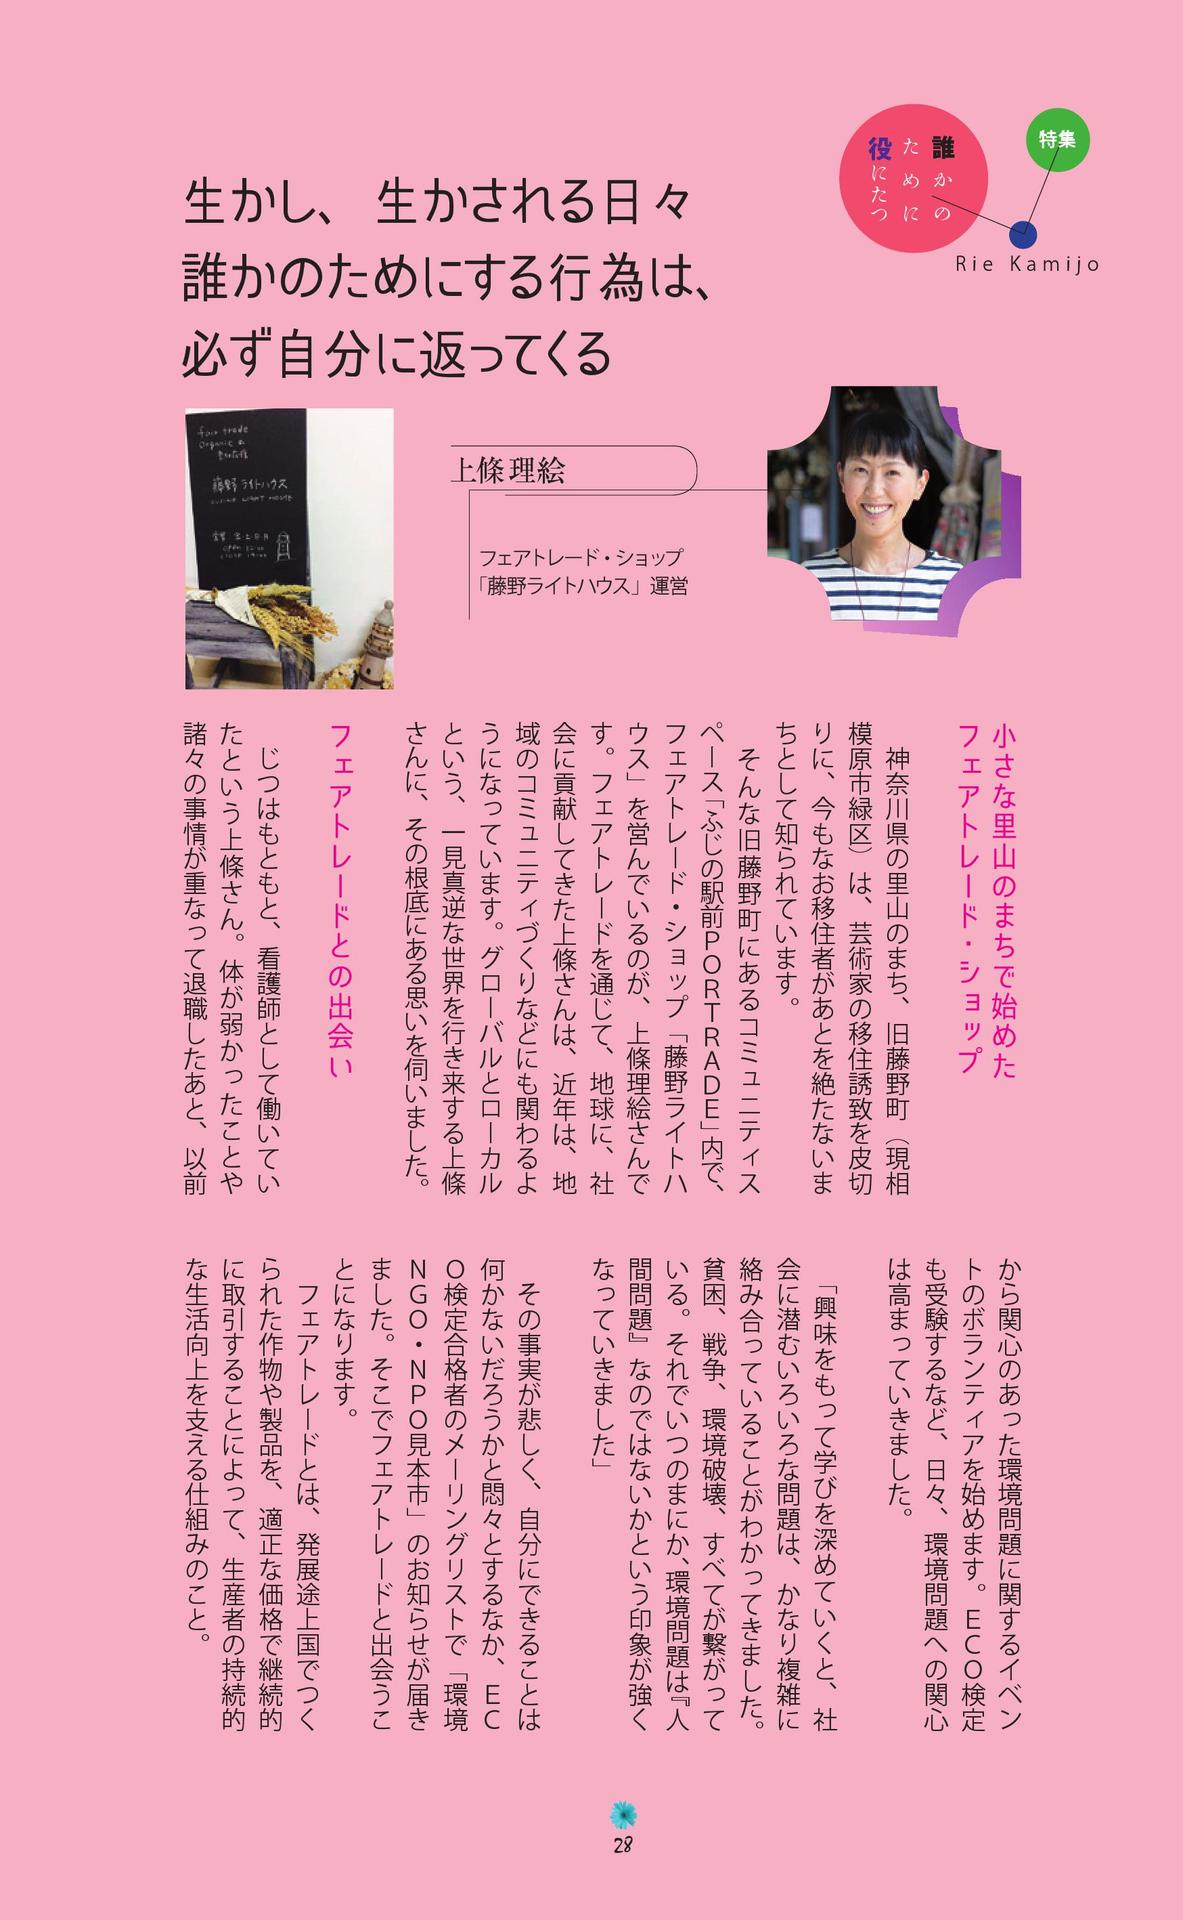 特集
誰かの
ために
役にたつ
Rie Kamijo
生かし、生かされる日々
誰かのためにする行為は、
必ず自分に返ってくる
fair trade
organic &
藤野ライトハウス
FUJINO LIGHT HOUSE
上條理絵
フェアトレード・ショップ
「藤野ライトハウス」運営
小さな里山のまちで始めた
フェアトレード・ショップ
神奈川県の里山のまち、旧藤野町（現相
模原市緑区）は、芸術家の移住誘致を皮切
りに、今もなお移住者があとを絶たないま
ちとして知られています。
そんな旧藤野町にあるコミュニティス
ペース「ふじの駅前PORTRADE」内で、
フェアトレード・ショップ「藤野ライトハ
ウス」を営んでいるのが、上條理絵さんで
す。フェアトレードを通じて、地球に、社
会に貢献してきた上條さんは、近年は、地
域のコミュニティづくりなどにも関わるよ
うになっています。グローバルとローカル
という、一見真逆な世界を行き来する上條
さんに、その根底にある思いを伺いました。
フェアトレードとの出会い
じつはもともと、看護師として働いてい
たという上條さん。体が弱かったことや
諸々の事情が重なって退職したあと、以前
から関心のあった環境問題に関するイベン
トのボランティアを始めます。ECO検定
も受験するなど、日々、環境問題への関心
は高まっていきました。
「興味をもって学びを深めていくと、社
会に潜むいろいろな問題は、かなり複雑に
絡み合っていることがわかってきました。
貧困、戦争、環境破壊、すべてが繋がって
いる。それでいつのまにか、環境問題は『人
間問題』なのではないかという印象が強く
なっていきました」
その事実が悲しく、自分にできることは
何かないだろうかと悶々とするなか、EC
O検定合格者のメーリングリストで「環境
NGO・NPO見本市」のお知らせが届き
ました。そこでフェアトレードと出会うこ
とになります。
フェアトレードとは、発展途上国でつく
られた作物や製品を、適正な価格で継続的
に取引することによって、生産者の持続的
な生活向上を支える仕組みのこと。
28